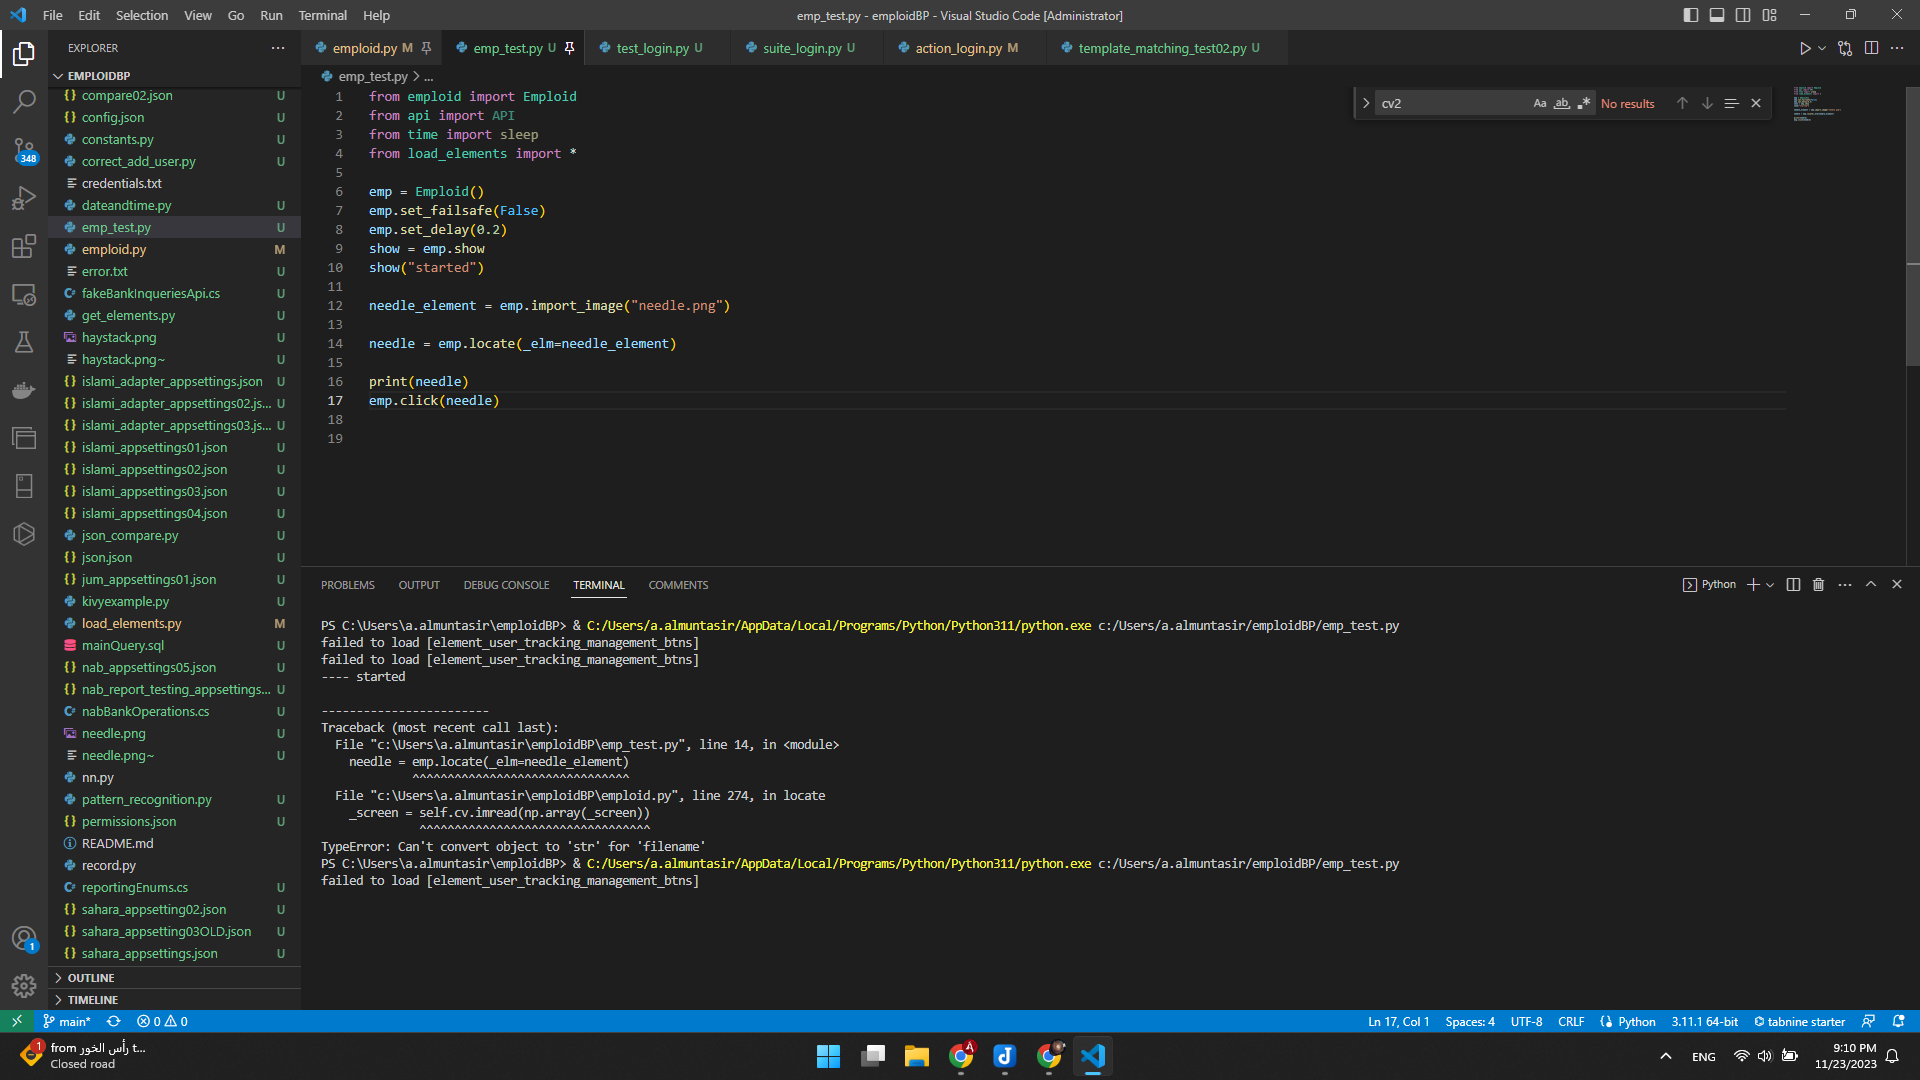 File Edit Selection View Go Run Terminal Help
emp_test.py - emploidBP - Visual Studio Code [Administrator]
EXPLORER
emploid.py M
emp_test.py U
test_login.py U
suite_login.py U
action_login.py M
template_matching_test02.py U
EMPLOIDBP
compare02.json U
config.json U
constants.py U
correct_add_user.py U
credentials.txt
dateandtime.py U
emp_test.py U
emploid.py M
error.txt U
fakeBankInqueriesApi.cs U
get_elements.py U
haystack.png U
haystack.png~ U
islami_adapter_appsettings.json U
islami_adapter_appsettings02.js... U
islami_adapter_appsettings03.js... U
islami_appsettings01.json U
islami_appsettings02.json U
islami_appsettings03.json U
islami_appsettings04.json U
json_compare.py U
json.json U
jum_appsettings01.json U
kivyexample.py U
load_elements.py M
mainQuery.sql U
nab_appsettings05.json U
nab_report_testing_appsettings... U
nabBankOperations.cs U
needle.png U
needle.png~ U
nn.py
pattern_recognition.py U
permissions.json U
README.md
record.py
reportingEnums.cs U
sahara_appsetting02.json U
sahara_appsetting03OLD.json U
sahara_appsettings.json U
OUTLINE
TIMELINE
348
1
emp_test.py > ...
cv2 Aa ab No results
1 from emploid import Emploid
2 from api import API
3 from time import sleep
4 from load_elements import *
5
6 emp = Emploid()
7 emp.set_failsafe(False)
8 emp.set_delay(0.2)
9 show = emp.show
10 show("started")
11
12 needle_element = emp.import_image("needle.png")
13
14 needle = emp.locate(_elm=needle_element)
15
16 print(needle)
17 emp.click(needle)
18
19
PROBLEMS OUTPUT DEBUG CONSOLE TERMINAL COMMENTS
Python
PS C:\Users\a.almuntasir\emploidBP> & C:/Users/a.almuntasir/AppData/Local/Programs/Python/Python311/python.exe c:/Users/a.almuntasir/emploidBP/emp_test.py
failed to load [element_user_tracking_management_btns]
failed to load [element_user_tracking_management_btns]
---- started
------------------------
Traceback (most recent call last):
File "c:\Users\a.almuntasir\emploidBP\emp_test.py", line 14, in <module>
needle = emp.locate(_elm=needle_element)
^^^^^^^^^^^^^^^^^^^^^^^^^^^^^^^
File "c:\Users\a.almuntasir\emploidBP\emploid.py", line 274, in locate
_screen = self.cv.imread(np.array(_screen))
^^^^^^^^^^^^^^^^^^^^^^^^^^^^^^^^^
TypeError: Can't convert object to 'str' for 'filename'
PS C:\Users\a.almuntasir\emploidBP> & C:/Users/a.almuntasir/AppData/Local/Programs/Python/Python311/python.exe c:/Users/a.almuntasir/emploidBP/emp_test.py
failed to load [element_user_tracking_management_btns]
main* 0 0
Ln 17, Col 1 Spaces: 4 UTF-8 CRLF Python 3.11.1 64-bit tabnine starter
1
from رأس الخور t...
Closed road
A
ENG
9:10 PM
11/23/2023